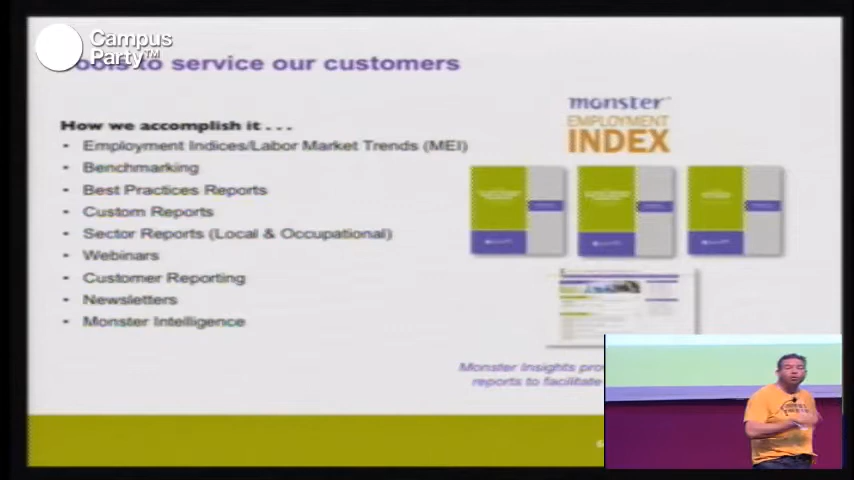 Campus
Party™
to service our customers
How we accomplish it . . .
• Employment Indices/Labor Market Trends (MEI)
• Benchmarking
• Best Practices Reports
• Custom Reports
• Sector Reports (Local & Occupational)
• Webinars
• Customer Reporting
• Newsletters
• Monster Intelligence
monster
EMPLOYMENT
INDEX
Monster Insights
reports to facilitate